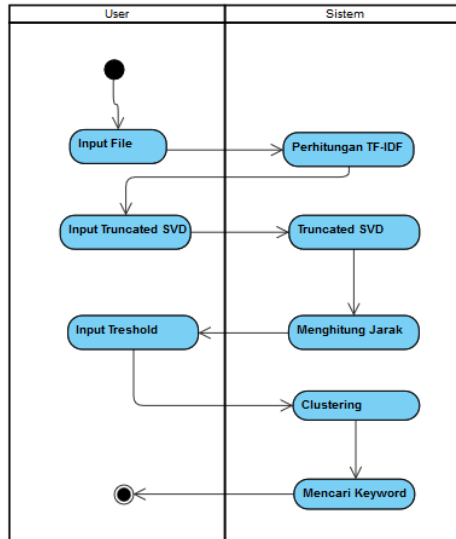 User
Sistem
Input File
Perhitungan TF-IDF
Input Truncated SVD
Truncated SVD
Input Treshold
Menghitung Jarak
Clustering
Mencari Keyword